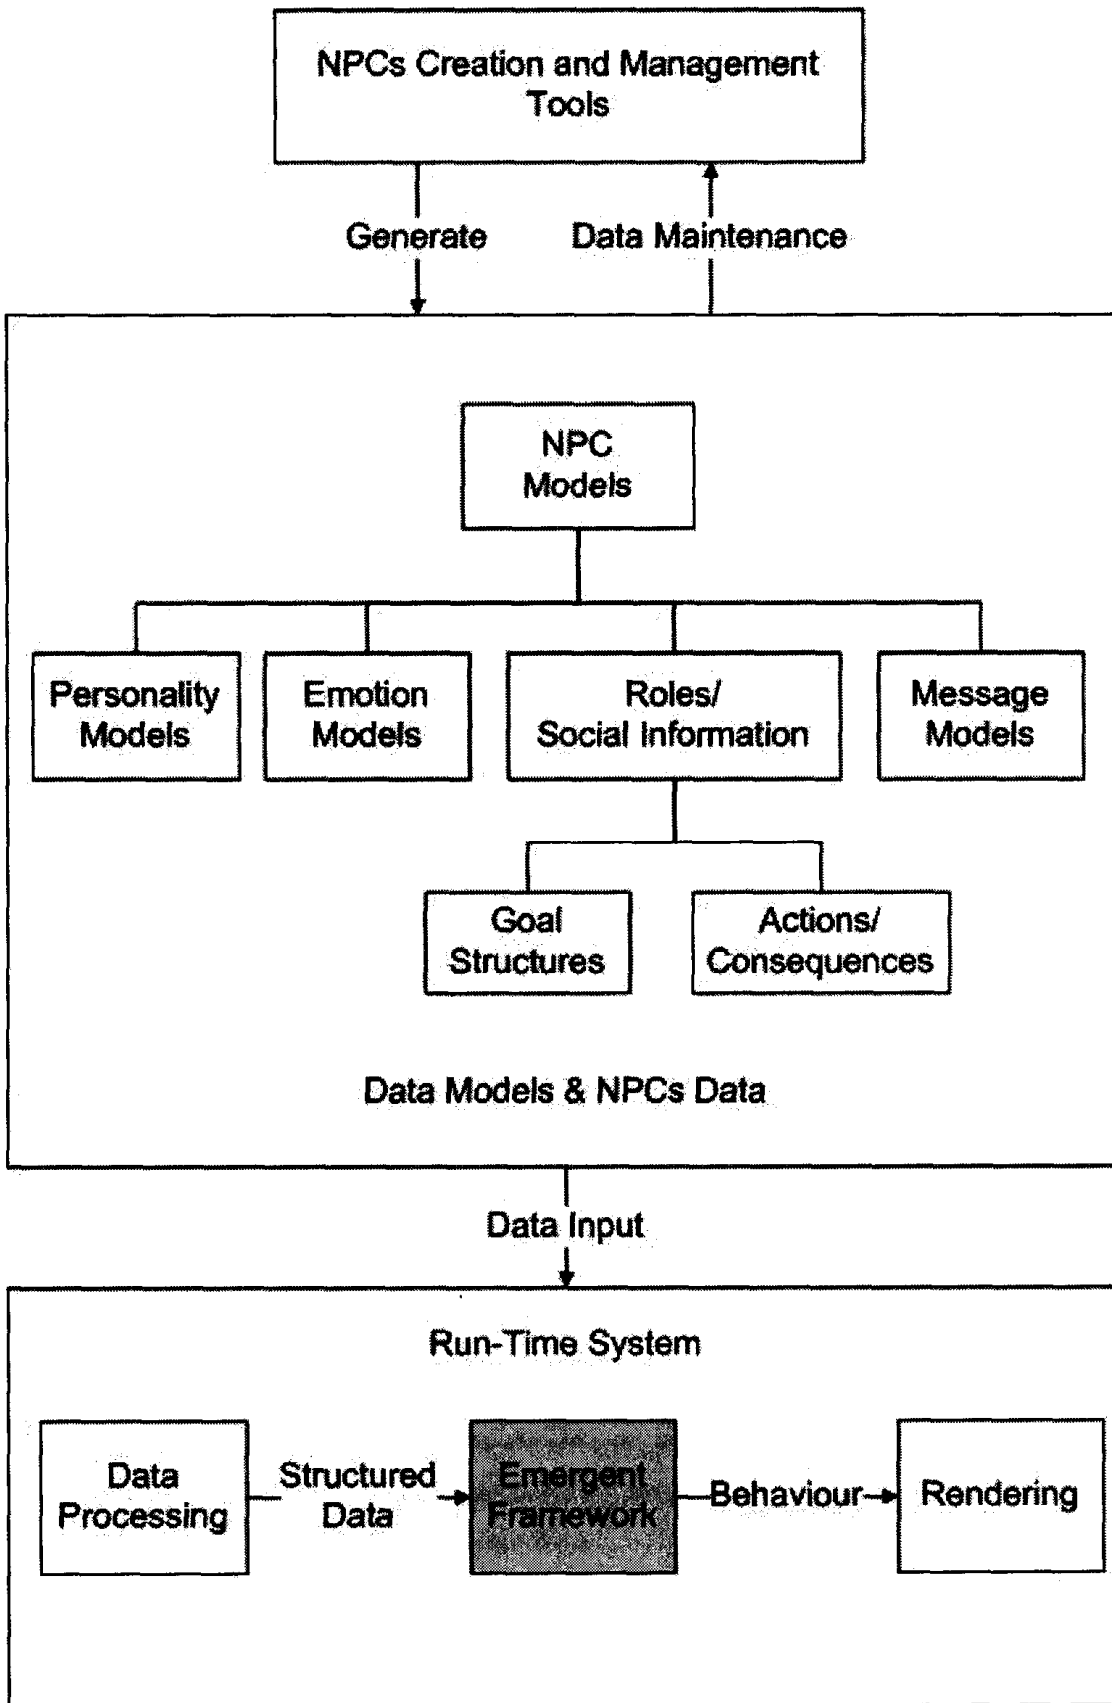 NPCs Creation and Management
Tools
Generate
Data Maintenance
NPC
Models
Personality
Models
Emotion
Models
Roles/
Social Information
Message
Models
Goal
Structures
Actions/
Consequences
Data Models & NPCs Data
Data Input
Run-Time System
Data
Processing
Structured
Data
Emergent
Framework
Behaviour
Rendering